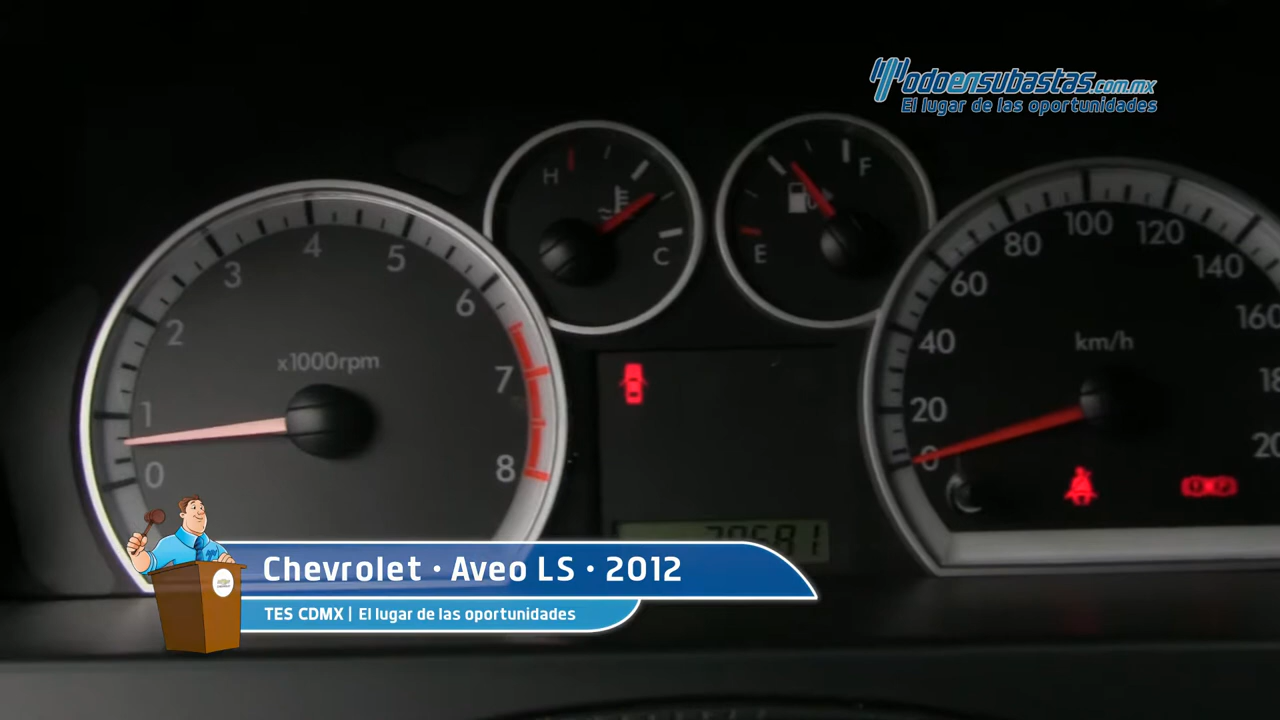 Todoensubastas.com.mx
El lugar de las oportunidades
H
C
F
E
0
1
2
3
4
5
6
7
8
x1000rpm
0
20
40
60
80
100
120
140
km/h
Chevrolet • Aveo LS • 2012
TES CDMX | El lugar de las oportunidades